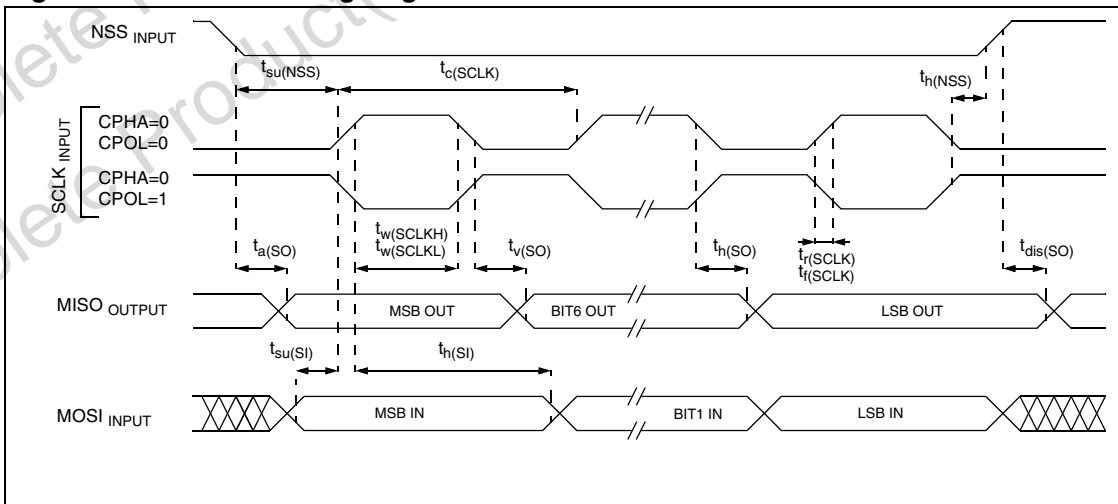 NSS INPUT
tsu(NSS)
tc(SCLK)
th(NSS)
SCLK INPUT
CPHA=0
CPOL=0
CPHA=0
CPOL=1
tw(SCLKH)
tw(SCLKL)
ta(SO)
tv(SO)
th(SO)
tr(SCLK)
tf(SCLK)
tdis(SO)
MISO OUTPUT
MSB OUT
BIT6 OUT
LSB OUT
tsu(SI)
th(SI)
MOSI INPUT
MSB IN
BIT1 IN
LSB IN